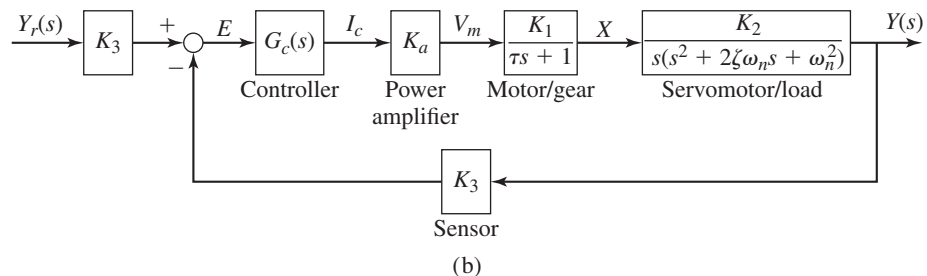 Y_r(s)
K_3
+
−
E
G_c(s)
Controller
I_c
K_a
Power
amplifier
V_m
K_1
τs + 1
Motor/gear
X
K_2
s(s^2 + 2ζω_ns + ω_n^2)
Servomotor/load
Y(s)
K_3
Sensor
(b)